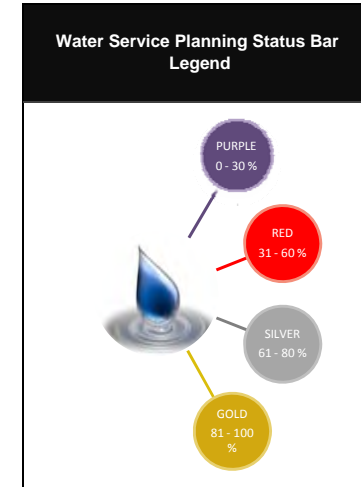 Water Service Planning Status Bar
Legend
PURPLE
0 - 30 %
RED
31 - 60 %
SILVER
61 - 80 %
GOLD
81 - 100
%